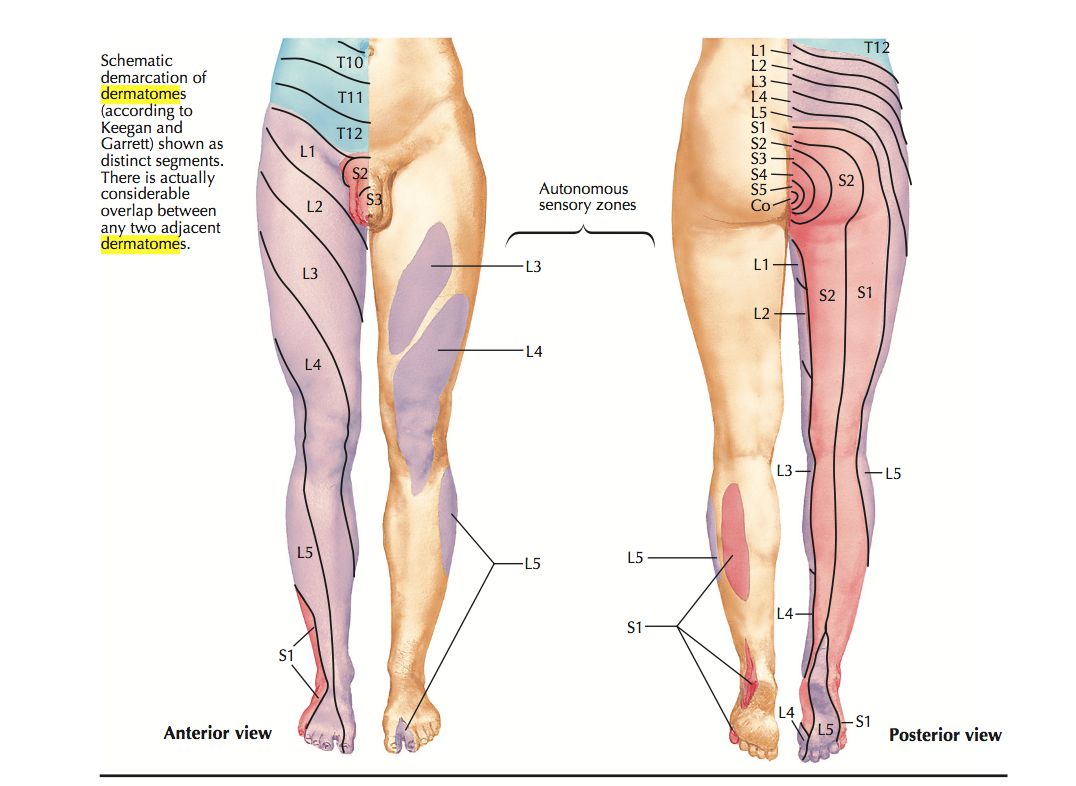 Schematic
demarcation of
dermatomes
(according to
Keegan and
Garrett) shown as
distinct segments.
There is actually
considerable
overlap between
any two adjacent
dermatomes.
T10
T11
T12
L1
S2
S3
L2
L3
L4
L5
S1
Anterior view
Autonomous
sensory zones
L3
L4
L5
L1
L2
L3
L4
L5
S1
S2
S3
S4
S5
Co
T12
S2
L1
S2
S1
L2
L3
L5
L5
L4
S1
L4
L5
S1
Posterior view